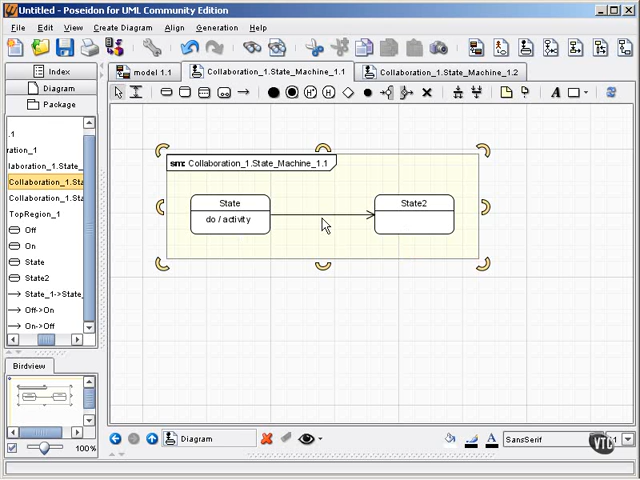 Untitled - Poseidon for UML Community Edition
File Edit View Create Diagram Align Generation Help
Index
Diagram
Package
model 1.1
Collaboration_1.State_Machine_1.1
Collaboration_1.State_Machine_1.2
.1
ration_1
laboration_1.State_
Collaboration_1.Sta
Collaboration_1.Sta
TopRegion_1
Off
On
State
State2
State_1->State_
Off->On
On->Off
sm: Collaboration_1.State_Machine_1.1
State
do / activity
State2
Birdview
100%
Diagram
SansSerif
VTC